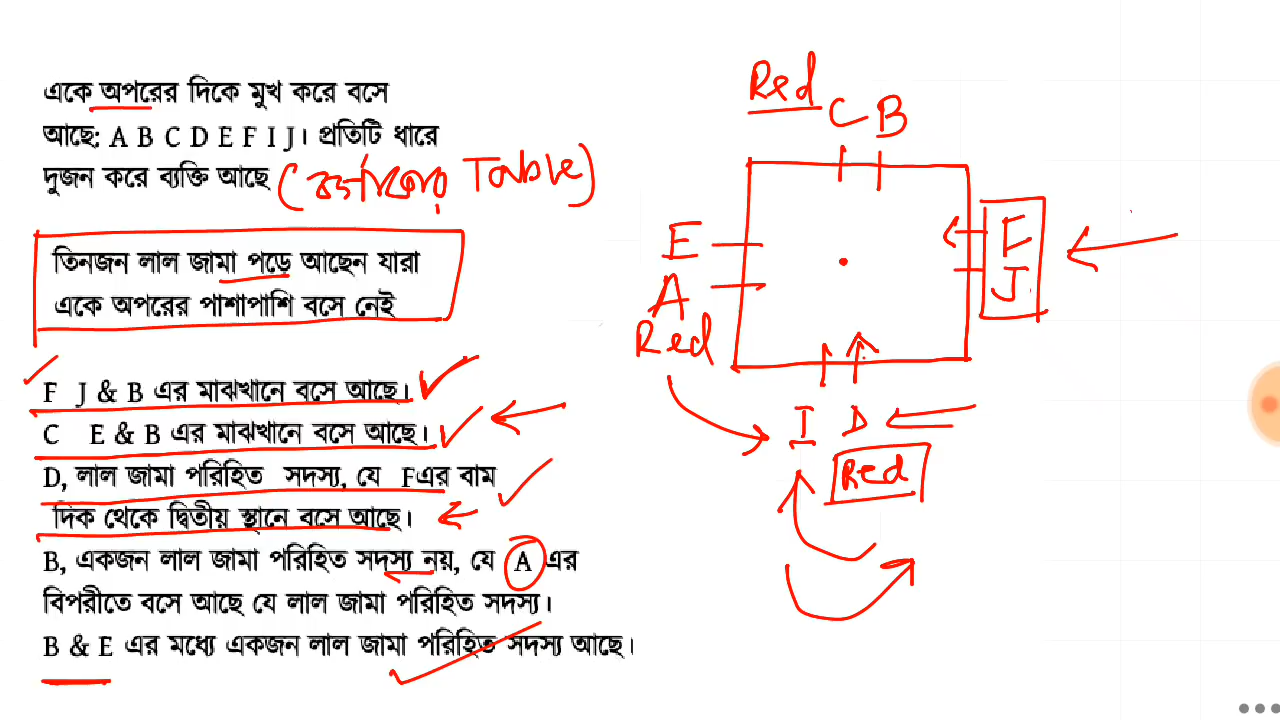 একে অপরের দিকে মুখ করে বসে
আছে: A B C D E F I J। প্রতিটি ধারে
দুজন করে ব্যক্তি আছে (বর্গাকার Table)
তিনজন লাল জামা পড়ে আছেন যারা
একে অপরের পাশাপাশি বসে নেই
F J & B এর মাঝখানে বসে আছে।
C E & B এর মাঝখানে বসে আছে।
D, লাল জামা পরিহিত সদস্য, যে Fএর বাম
দিক থেকে দ্বিতীয় স্থানে বসে আছে।
B, একজন লাল জামা পরিহিত সদস্য নয়, যে A এর
বিপরীতে বসে আছে যে লাল জামা পরিহিত সদস্য।
B & E এর মধ্যে একজন লাল জামা পরিহিত সদস্য আছে।
Red
C B
E
A
Red
F
J
I D
Red